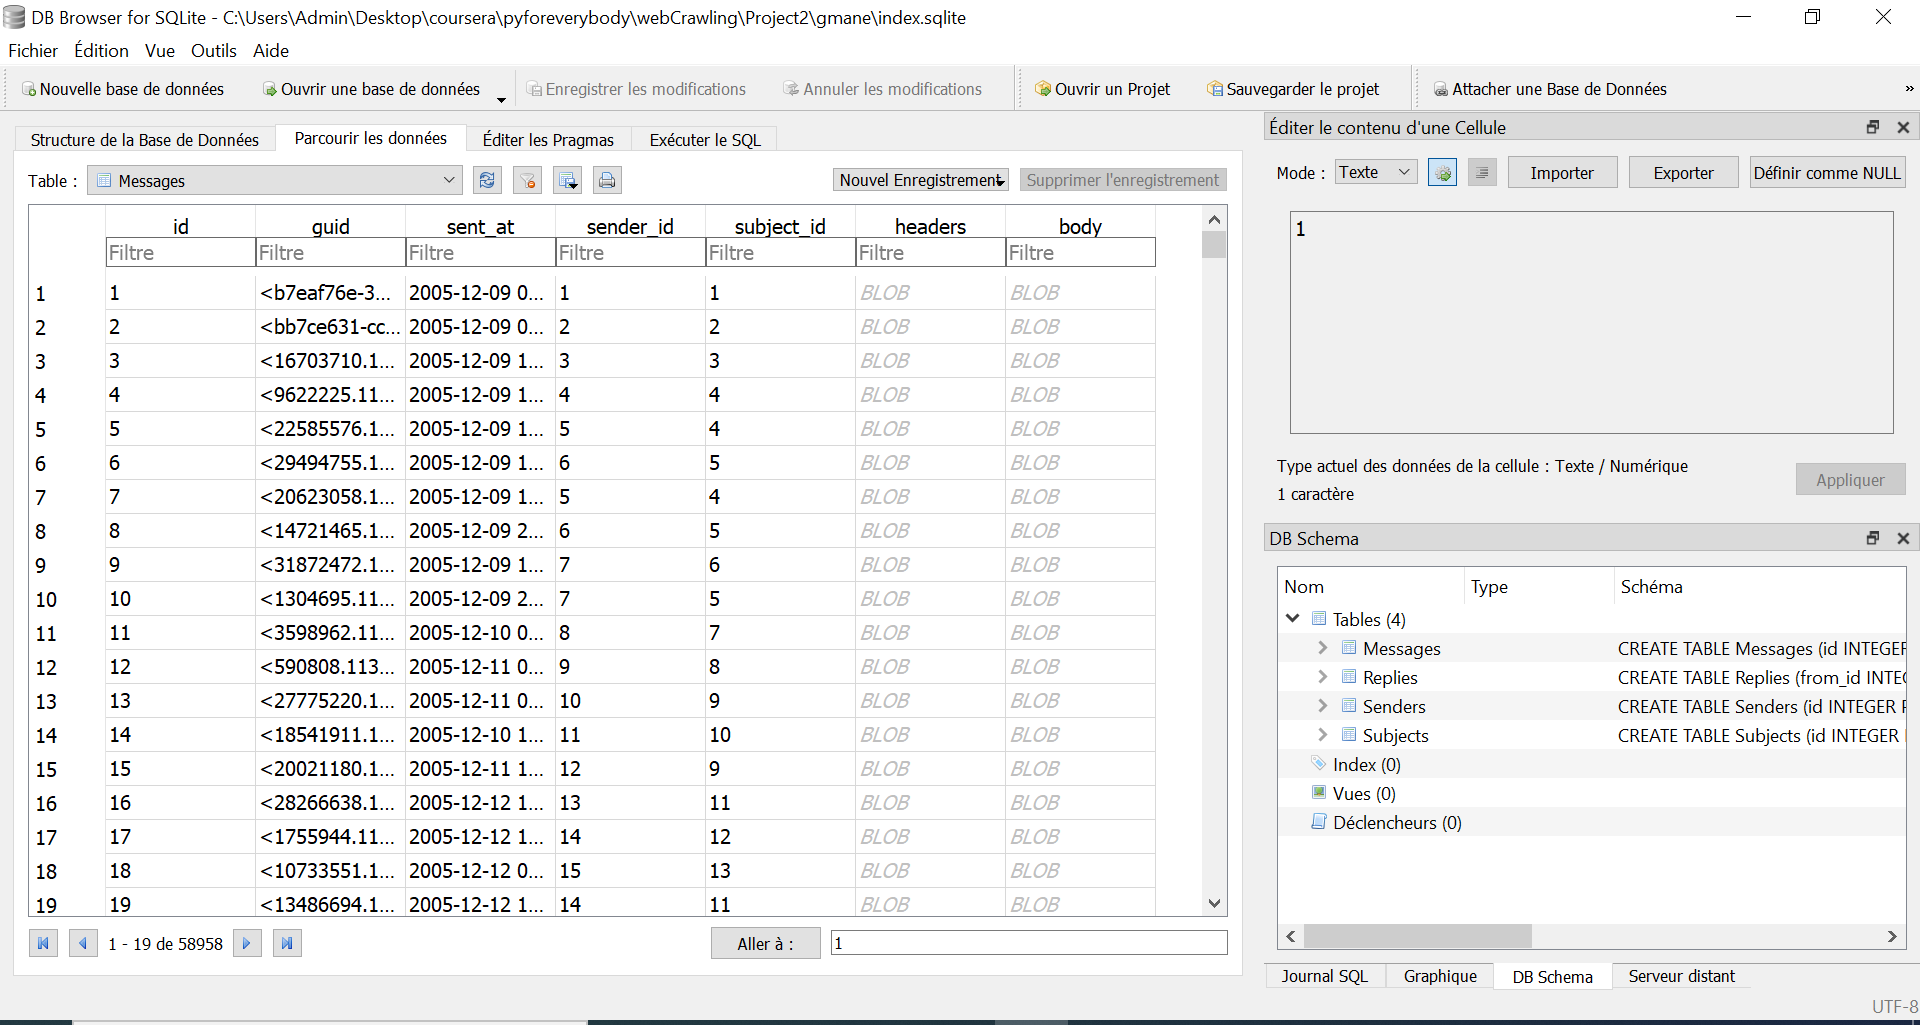 DB Browser for SQLite - C:\Users\Admin\Desktop\coursera\pyforeverybody\webCrawling\Project2\gmane\index.sqlite
Fichier Édition Vue Outils Aide
Nouvelle base de données Ouvrir une base de données Enregistrer les modifications Annuler les modifications Ouvrir un Projet Sauvegarder le projet Attacher une Base de Données »
Structure de la Base de Données Parcourir les données Éditer les Pragmas Exécuter le SQL
Table : Messages Nouvel Enregistrement Supprimer l'enregistrement
id guid sent_at sender_id subject_id headers body
Filtre Filtre Filtre Filtre Filtre Filtre Filtre
1 1 <b7eaf76e-3... 2005-12-09 0... 1 1 BLOB BLOB
2 2 <bb7ce631-cc... 2005-12-09 0... 2 2 BLOB BLOB
3 3 <16703710.1... 2005-12-09 1... 3 3 BLOB BLOB
4 4 <9622225.11... 2005-12-09 1... 4 4 BLOB BLOB
5 5 <22585576.1... 2005-12-09 1... 5 4 BLOB BLOB
6 6 <29494755.1... 2005-12-09 1... 6 5 BLOB BLOB
7 7 <20623058.1... 2005-12-09 1... 5 4 BLOB BLOB
8 8 <14721465.1... 2005-12-09 2... 6 5 BLOB BLOB
9 9 <31872472.1... 2005-12-09 1... 7 6 BLOB BLOB
10 10 <1304695.11... 2005-12-09 2... 7 5 BLOB BLOB
11 11 <3598962.11... 2005-12-10 0... 8 7 BLOB BLOB
12 12 <590808.113... 2005-12-11 0... 9 8 BLOB BLOB
13 13 <27775220.1... 2005-12-11 0... 10 9 BLOB BLOB
14 14 <18541911.1... 2005-12-10 1... 11 10 BLOB BLOB
15 15 <20021180.1... 2005-12-11 1... 12 9 BLOB BLOB
16 16 <28266638.1... 2005-12-12 1... 13 11 BLOB BLOB
17 17 <1755944.11... 2005-12-12 1... 14 12 BLOB BLOB
18 18 <10733551.1... 2005-12-12 0... 15 13 BLOB BLOB
19 19 <13486694.1... 2005-12-12 1... 14 11 BLOB BLOB
1 - 19 de 58958 Aller à : 1
Éditer le contenu d'une Cellule
Mode : Texte Importer Exporter Définir comme NULL
1
Type actuel des données de la cellule : Texte / Numérique
1 caractère
Appliquer
DB Schema
Nom Type Schéma
Tables (4)
Messages CREATE TABLE Messages (id INTEGER
Replies CREATE TABLE Replies (from_id INTEG
Senders CREATE TABLE Senders (id INTEGER P
Subjects CREATE TABLE Subjects (id INTEGER
Index (0)
Vues (0)
Déclencheurs (0)
Journal SQL Graphique DB Schema Serveur distant
UTF-8